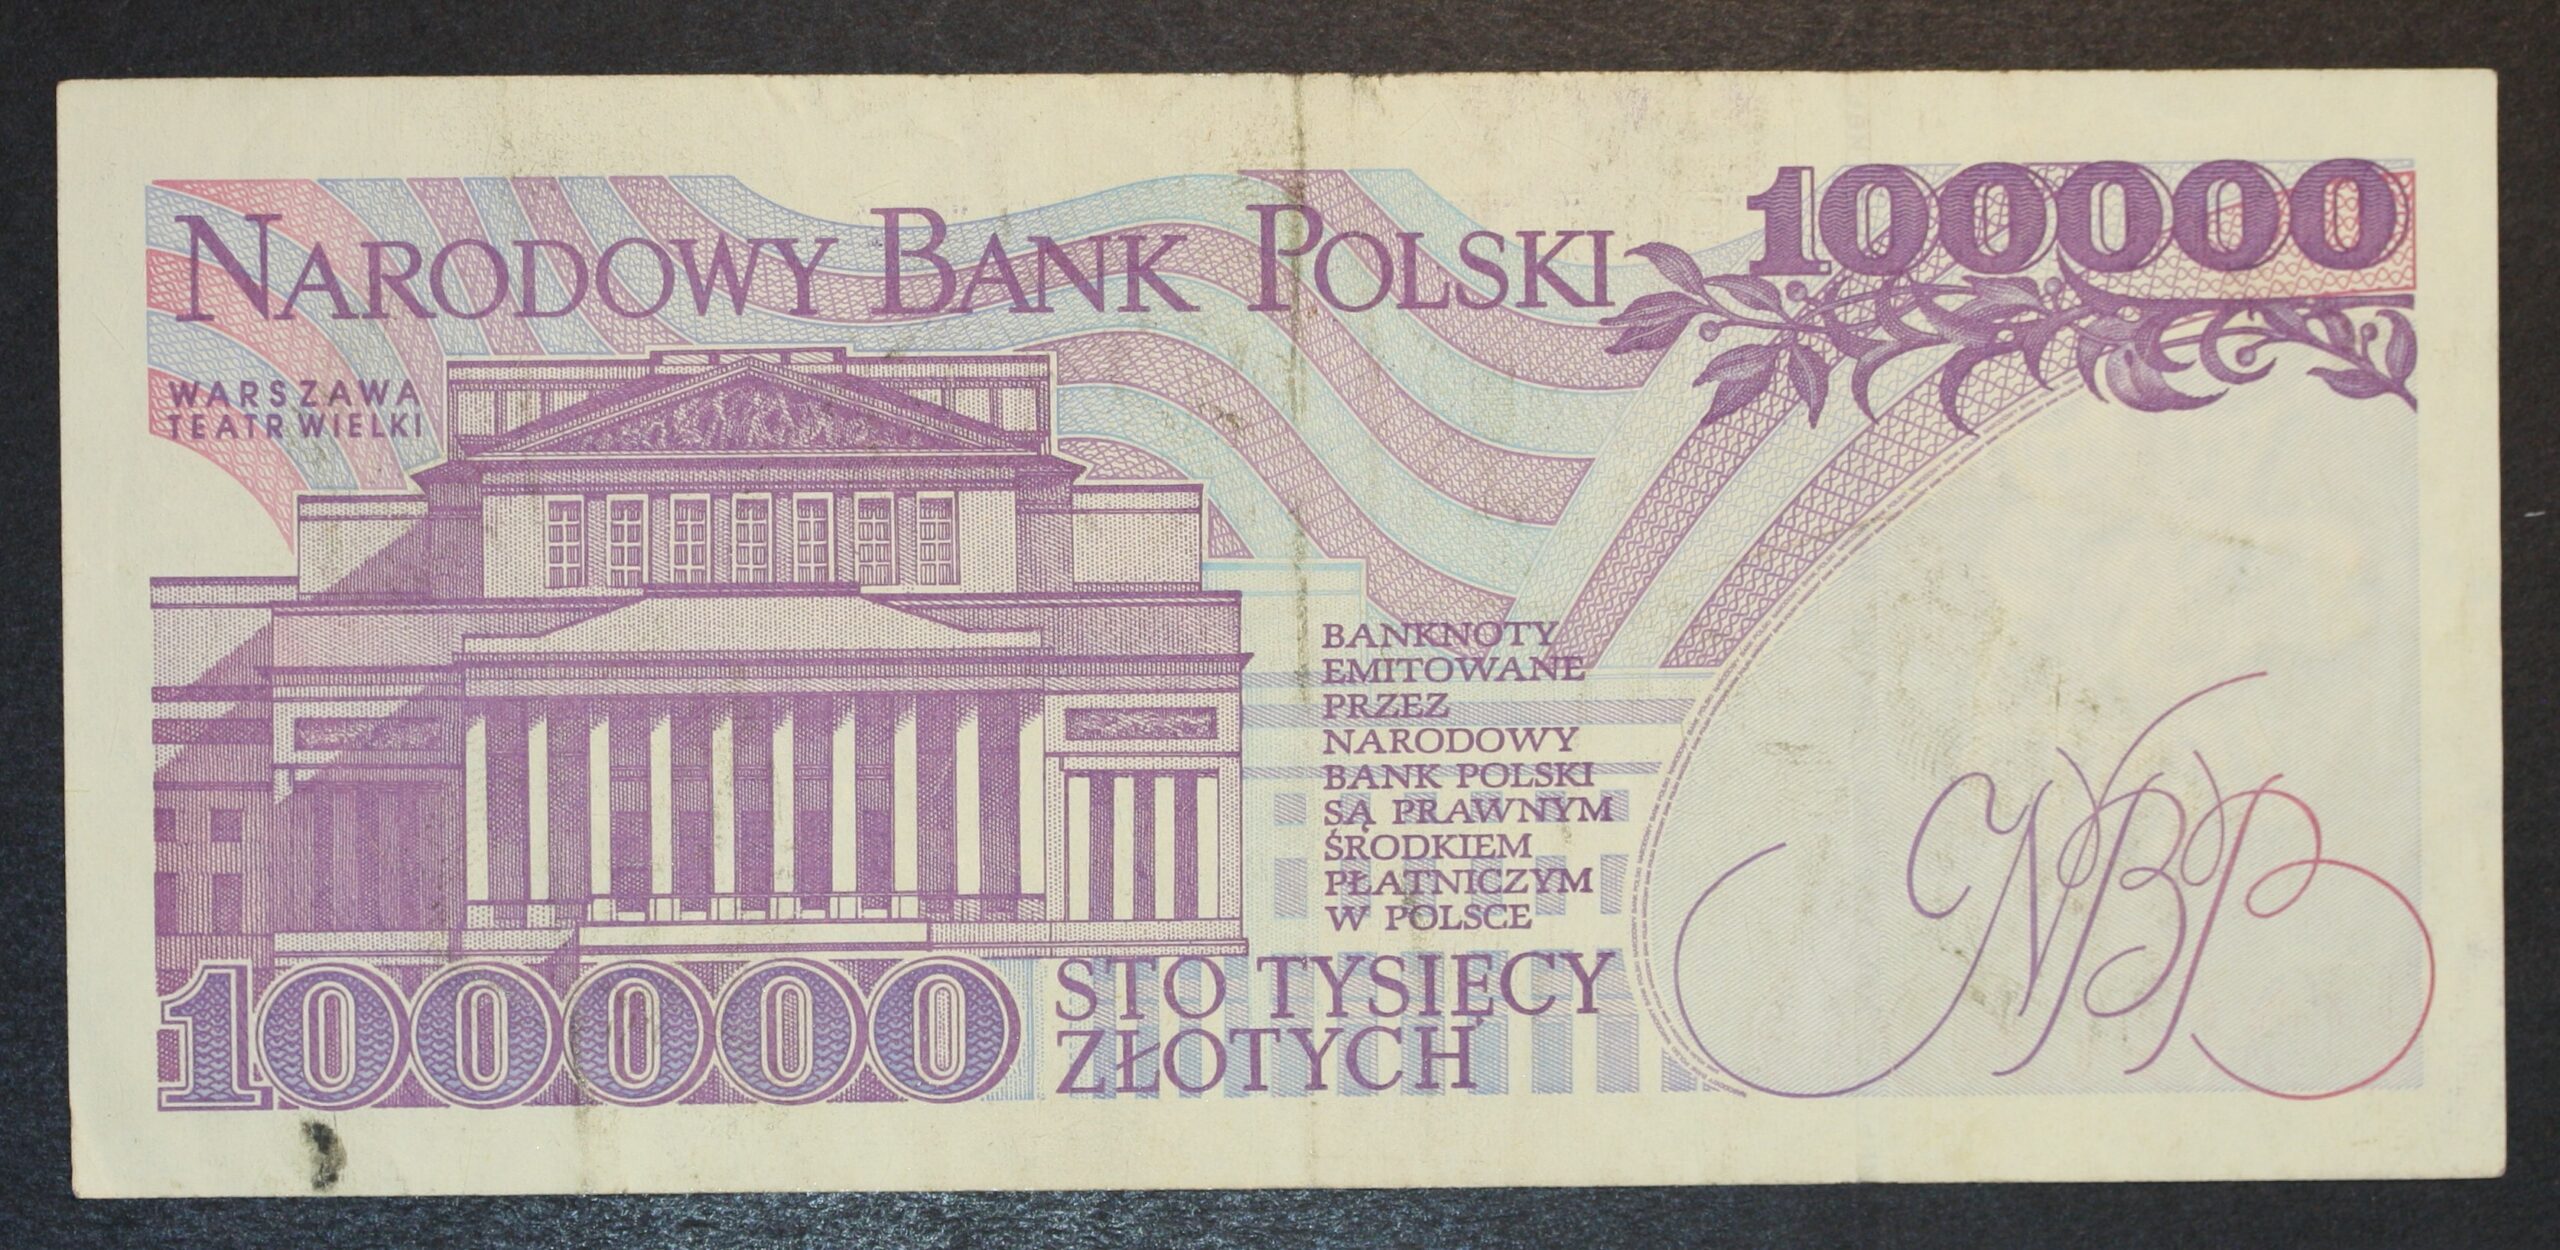 NARODOWY BANK POLSKI
100000
WARSZAWA
TEATR WIELKI
BANKNOTY
EMITOWANE
PRZEZ
NARODOWY
BANK POLSKI
SĄ PRAWNYM
ŚRODKIEM
PŁATNICZYM
W POLSCE
100000
STO TYSIĘCY
ZŁOTYCH
NBP